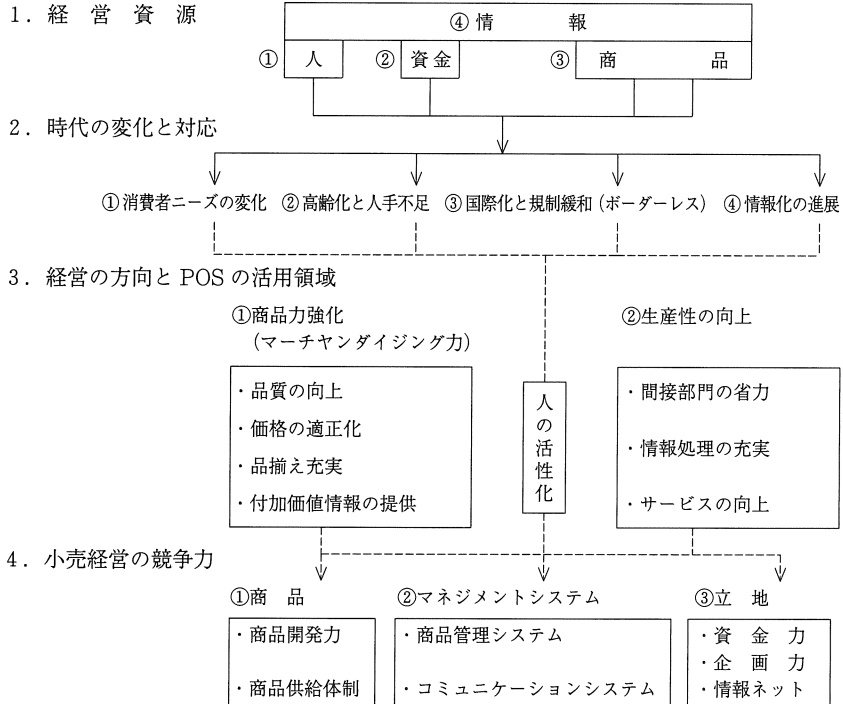 1．経営資源
④情報
①人 ②資金 ③商品
2．時代の変化と対応
①消費者ニーズの変化 ②高齢化と人手不足 ③国際化と規制緩和（ボーダーレス） ④情報化の進展
3．経営の方向とPOSの活用領域
①商品力強化
（マーチヤンダイジング力）
・品質の向上
・価格の適正化
・品揃え充実
・付加価値情報の提供
人の活性化
②生産性の向上
・間接部門の省力
・情報処理の充実
・サービスの向上
4．小売経営の競争力
①商品
・商品開発力
・商品供給体制
②マネジメントシステム
・商品管理システム
・コミュニケーションシステム
③立地
・資金力
・企画力
・情報ネット